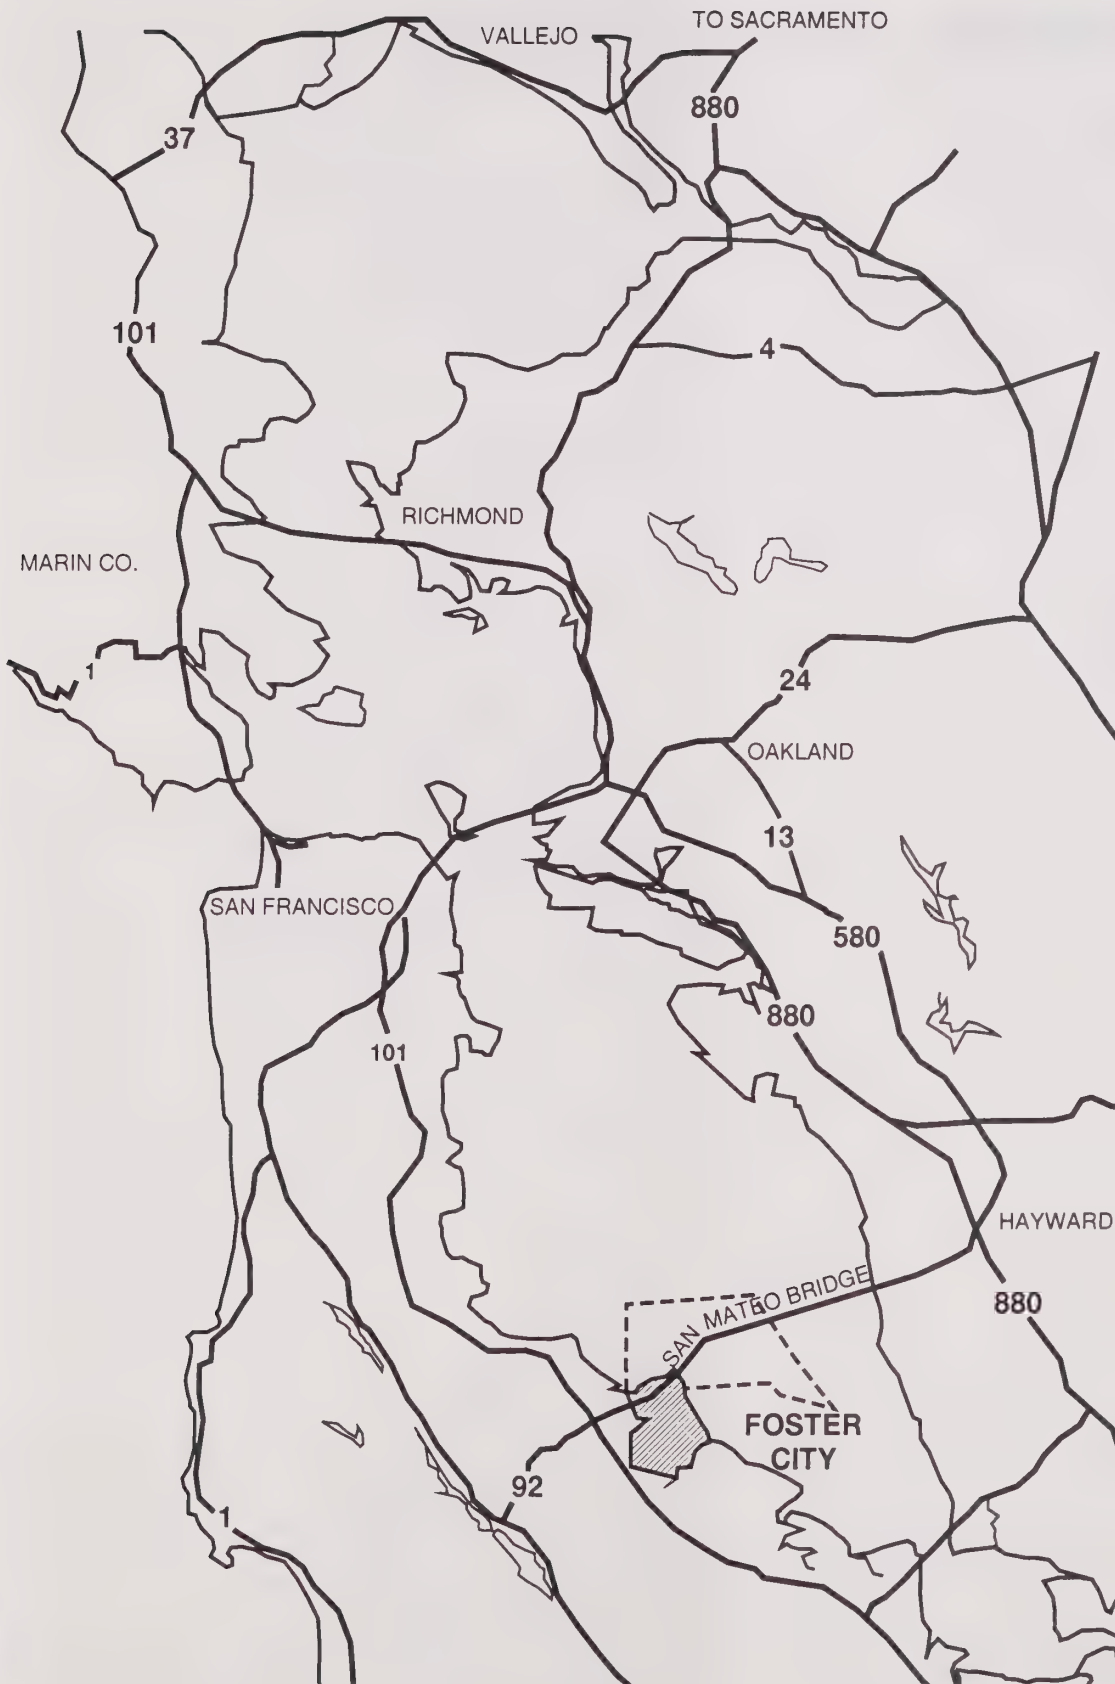 TO SACRAMENTO
VALLEJO
880
37
101
4
RICHMOND
MARIN CO.
1
24
OAKLAND
13
SAN FRANCISCO
580
880
101
HAYWARD
SAN MATEO BRIDGE
880
FOSTER
CITY
92
1